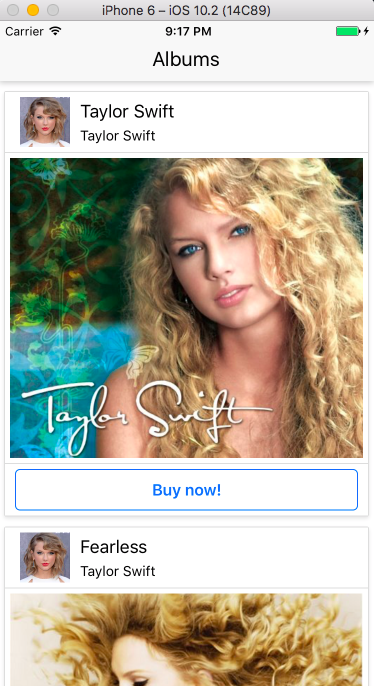 iPhone 6 – iOS 10.2 (14C89)
Carrier 9:17 PM
Albums
Taylor Swift
Taylor Swift
Taylor Swift
Buy now!
Fearless
Taylor Swift